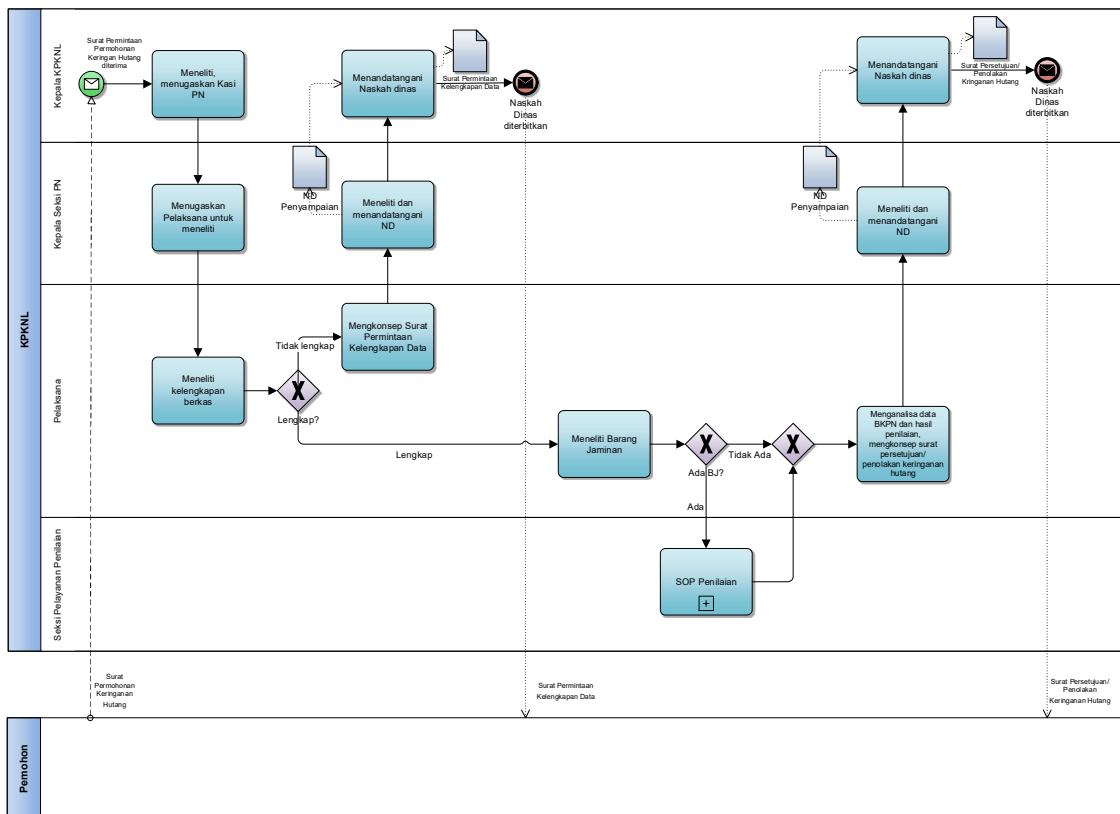 KPKNL
Kepala KPKNL
Surat Permintaan
Permohonan
Keringan Hutang
diterima
Meneliti,
menugaskan Kasi
PN
Menandatangani
Naskah dinas
Surat Permintaan
Kelengkapan Data
Naskah
Dinas
diterbitkan
Menandatangani
Naskah dinas
Surat Persetujuan/
Penolakan
Kringanan Hutang
Naskah
Dinas
diterbitkan
Kepala Seksi PN
Menugaskan
Pelaksana untuk
meneliti
ND
Penyampaian
Meneliti dan
menandatangani
ND
ND
Penyampaian
Meneliti dan
menandatangani
ND
Pelaksana
Meneliti
kelengkapan
berkas
Tidak lengkap
Lengkap?
Mengkonsep Surat
Permintaan
Kelengkapan Data
Lengkap
Meneliti Barang
Jaminan
Ada BJ?
Tidak Ada
Ada
Menganalisa data
BKPN dan hasil
penilaian,
mengkonsep surat
persetujuan/
penolakan keringanan
hutang
Seksi Pelayanan Penilaian
SOP Penilaian
Surat
Permohonan
Keringanan
Hutang
Surat Permintaan
Kelengkapan Data
Surat Persetujuan/
Penolakan
Keringanan Hutang
Pemohon